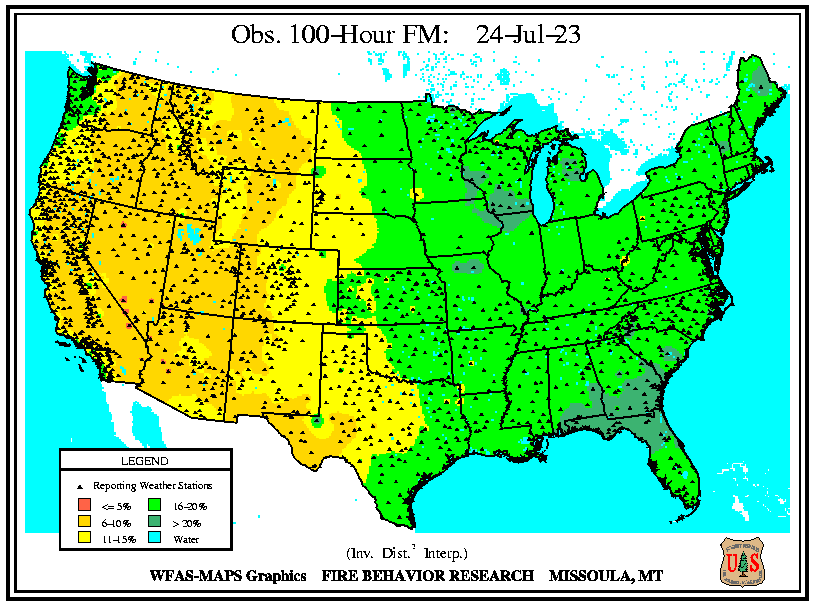 Obs. 100-Hour FM: 24-Jul-23
LEGEND
Reporting Weather Stations
<= 5% 16-20%
6-10% > 20%
11-15% Water
(Inv. Dist.² Interp.)
WFAS-MAPS Graphics FIRE BEHAVIOR RESEARCH MISSOULA, MT
U S